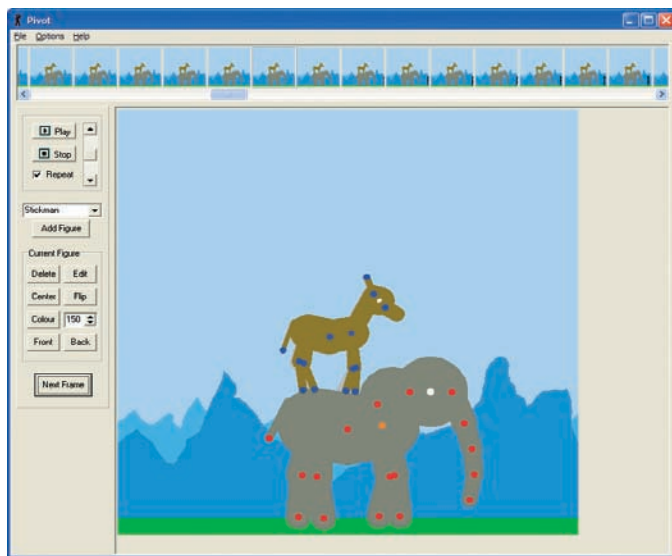 Pivot
File Options Help
Play
Stop
Repeat
Stickman
Add Figure
Current Figure
Delete Edit
Center Flip
Colour 150
Front Back
Next Frame